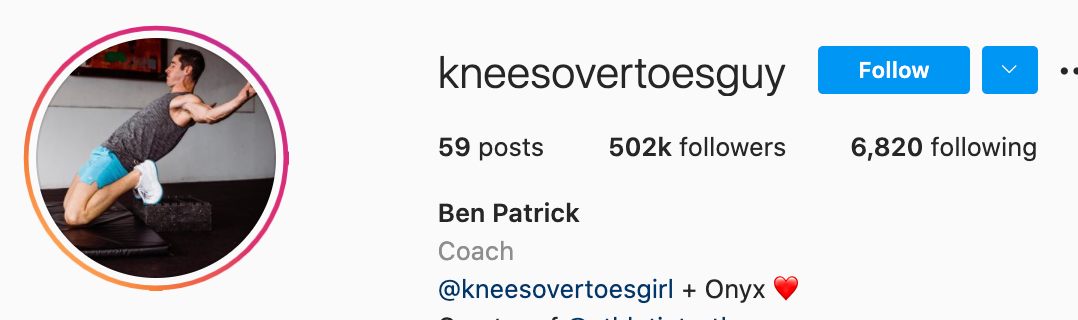 kneesovertoesguy Follow
59 posts 502k followers 6,820 following
Ben Patrick
Coach
@kneesovertoesgirl + Onyx ❤️